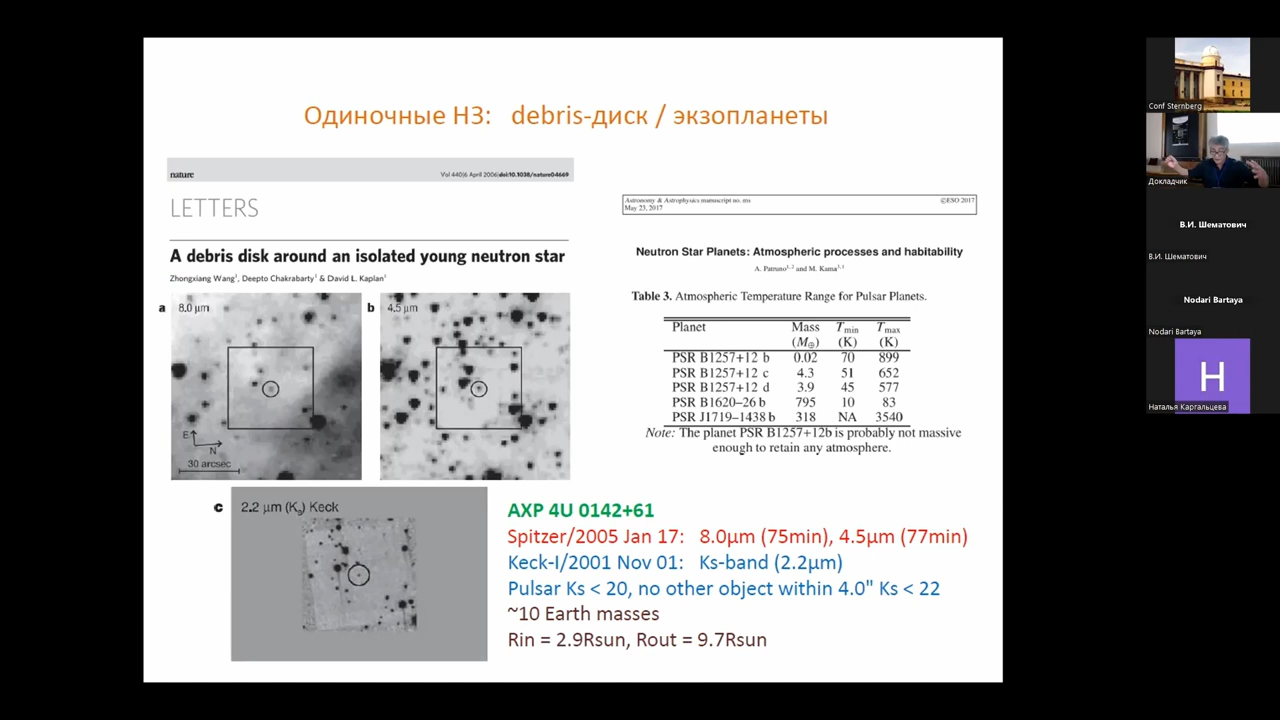 Одиночные НЗ: debris-диск / экзопланеты
nature
Vol 440|6 April 2006|doi:10.1038/nature04669
LETTERS
A debris disk around an isolated young neutron star
Zhongxiang Wang¹, Deepto Chakrabarty¹ & David L. Kaplan¹
a
8.0 μm
E
N
30 arcsec
b
4.5 μm
c
2.2 μm (Ks) Keck
Astronomy & Astrophysics manuscript no. ms
©ESO 2017
May 23, 2017
Neutron Star Planets: Atmospheric processes and habitability
A. Patruno¹,² and M. Kama³,¹
Table 3. Atmospheric Temperature Range for Pulsar Planets.
Planet Mass Tmin Tmax
(M⊕) (K) (K)
PSR B1257+12 b 0.02 70 899
PSR B1257+12 c 4.3 51 652
PSR B1257+12 d 3.9 45 577
PSR B1620–26 b 795 10 83
PSR J1719–1438 b 318 NA 3540
Note: The planet PSR B1257+12b is probably not massive
enough to retain any atmosphere.
AXP 4U 0142+61
Spitzer/2005 Jan 17: 8.0μm (75min), 4.5μm (77min)
Keck-I/2001 Nov 01: Ks-band (2.2μm)
Pulsar Ks < 20, no other object within 4.0" Ks < 22
~10 Earth masses
Rin = 2.9Rsun, Rout = 9.7Rsun
Conf Sternberg
Докладчик
В.И. Шематович
В.И. Шематович
Nodari Bartaya
Nodari Bartaya
Н
Наталья Каргальцева